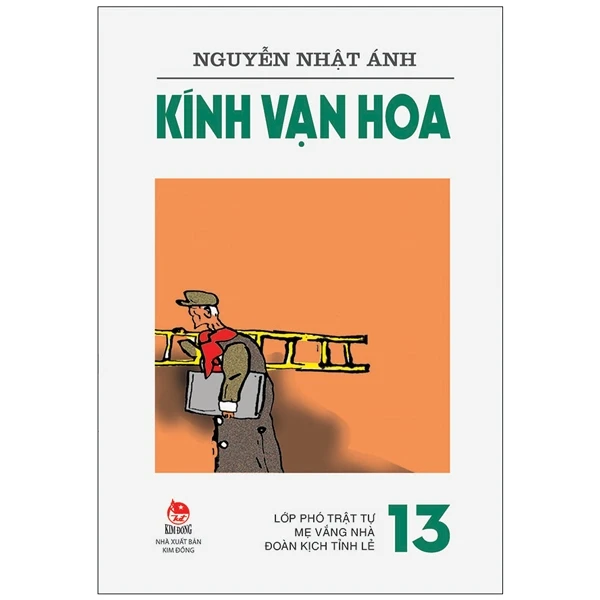 NGUYỄN NHẬT ÁNH
KÍNH VẠN HOA
LỚP PHÓ TRẬT TỰ
MẸ VẮNG NHÀ
ĐOÀN KỊCH TỈNH LẺ
13
KIM ĐỒNG
NHÀ XUẤT BẢN
KIM ĐỒNG